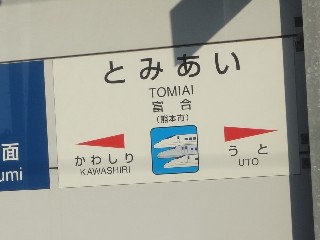 とみあい
TOMIAI
富合
(熊本市)
かわしり
KAWASHIRI
うと
UTO
面
umi